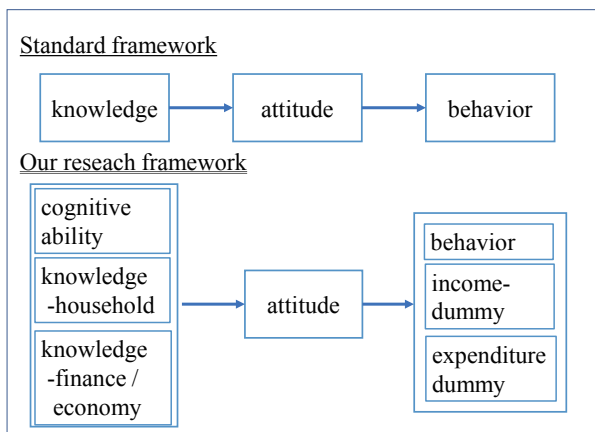 Standard framework
knowledge
attitude
behavior
Our reseach framework
cognitive
ability
knowledge
-household
knowledge
-finance /
economy
attitude
behavior
income-
dummy
expenditure
dummy